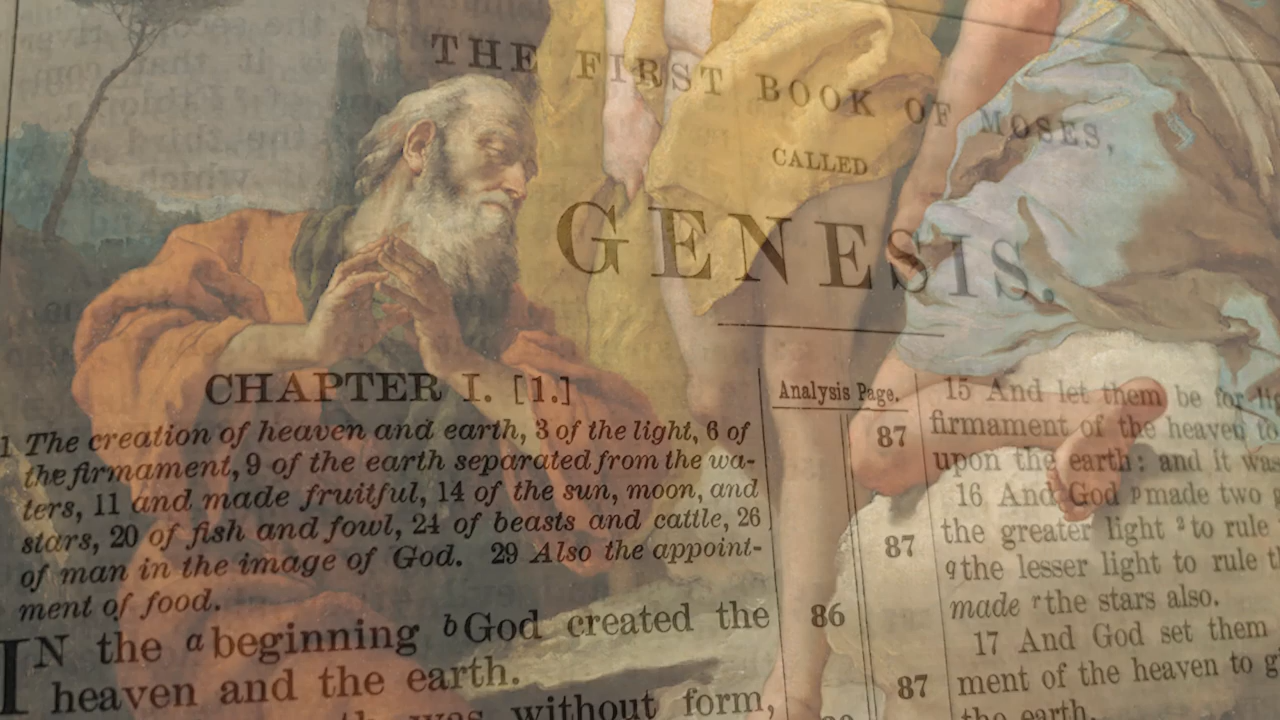 THE FIRST BOOK OF MOSES,
CALLED
GENESIS.
CHAPTER I. [1.]
1 The creation of heaven and earth, 3 of the light, 6 of
the firmament, 9 of the earth separated from the wa-
ters, 11 and made fruitful, 14 of the sun, moon, and
stars, 20 of fish and fowl, 24 of beasts and cattle, 26
of man in the image of God. 29 Also the appoint-
ment of food.
IN the a beginning b God created the
heaven and the earth.
was without form,
Analysis Page.
87
87
86
87
15 And let them be for
firmament of the heaven to
upon the earth: and it was
16 And God p made two
the greater light 2 to rule
q the lesser light to rule
made r the stars also.
17 And God set them
ment of the heaven to
the earth.